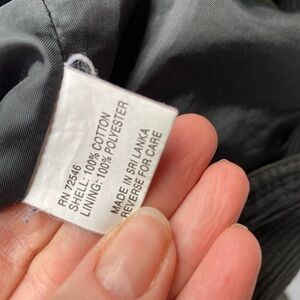 RN 72546
SHELL: 100% COTTON
LINING: 100% POLYESTER
MADE IN SRI LANKA
REVERSE FOR CARE